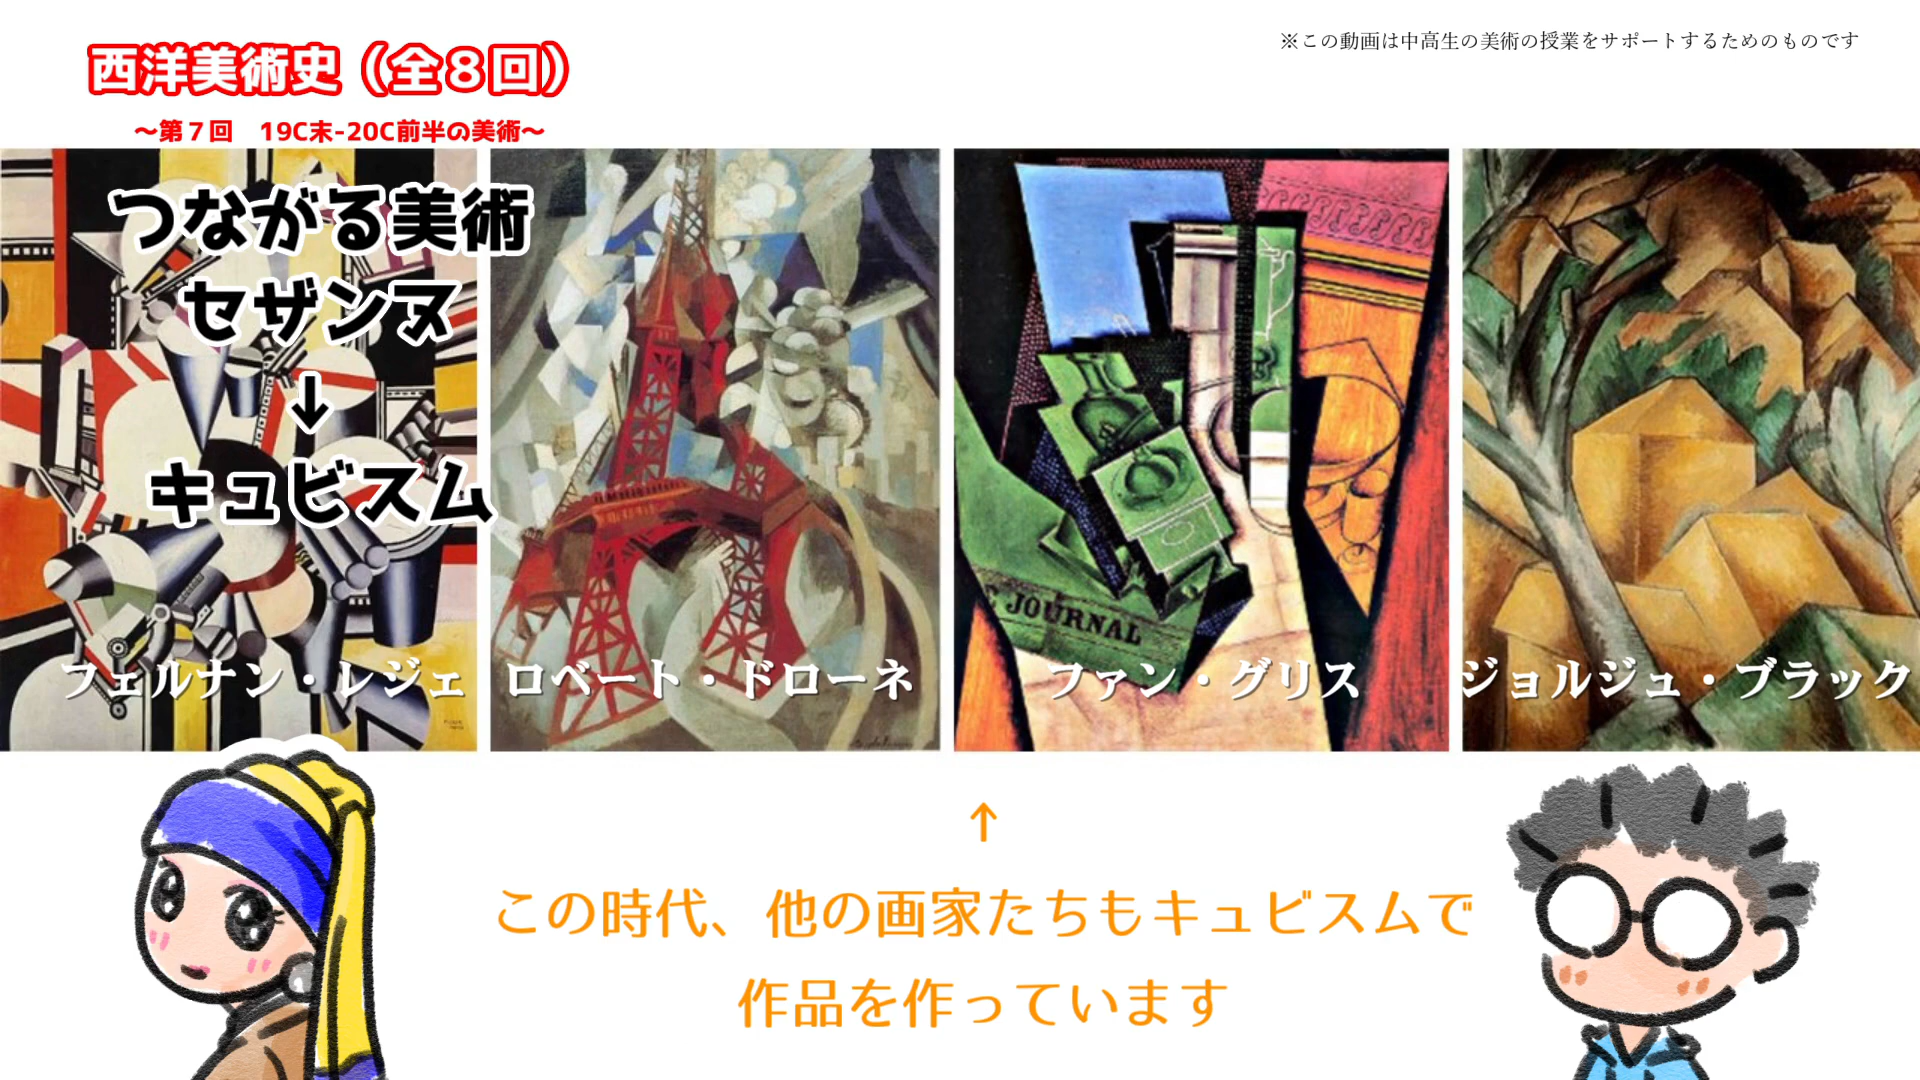 西洋美術史（全８回）
～第７回　19C末-20C前半の美術～
※この動画は中高生の美術の授業をサポートするためのものです
つながる美術
セザンヌ
↓
キュビスム
JOURNAL
フェルナン・レジェ
ロベート・ドローネ
ファン・グリス
ジョルジュ・ブラック
↑
この時代、他の画家たちもキュビスムで
作品を作っています